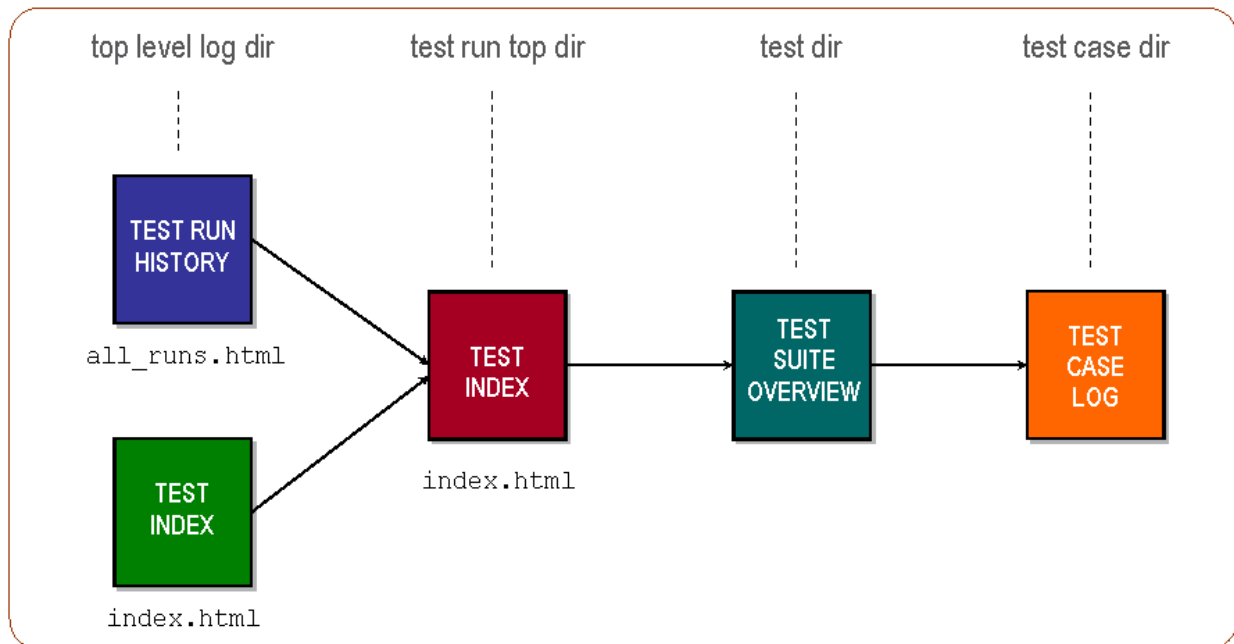 top level log dir
test run top dir
test dir
test case dir
TEST RUN
HISTORY
all_runs.html
TEST
INDEX
index.html
TEST
INDEX
index.html
TEST
SUITE
OVERVIEW
TEST
CASE
LOG